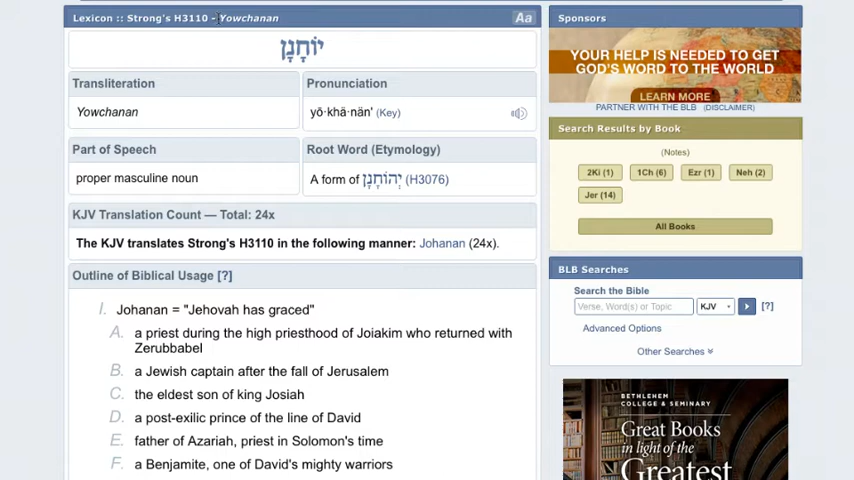 Lexicon :: Strong's H3110 - Yowchanan
Aa
יוֹחָנָן
Transliteration
Pronunciation
Yowchanan
yō·khä·nän' (Key)
Part of Speech
Root Word (Etymology)
proper masculine noun
A form of יְהוֹחָנָן (H3076)
KJV Translation Count — Total: 24x
The KJV translates Strong's H3110 in the following manner: Johanan (24x).
Outline of Biblical Usage [?]
I. Johanan = "Jehovah has graced"
A. a priest during the high priesthood of Joiakim who returned with
Zerubbabel
B. a Jewish captain after the fall of Jerusalem
C. the eldest son of king Josiah
D. a post-exilic prince of the line of David
E. father of Azariah, priest in Solomon's time
F. a Benjamite, one of David's mighty warriors
Sponsors
YOUR HELP IS NEEDED TO GET
GOD'S WORD TO THE WORLD
LEARN MORE
PARTNER WITH THE BLB (DISCLAIMER)
Search Results by Book
(Notes)
2Ki (1) 1Ch (6) Ezr (1) Neh (2)
Jer (14)
All Books
BLB Searches
Search the Bible
Verse, Word(s) or Topic KJV [?]
Advanced Options
Other Searches
BETHLEHEM
COLLEGE & SEMINARY
Great Books
in light of the
Greatest